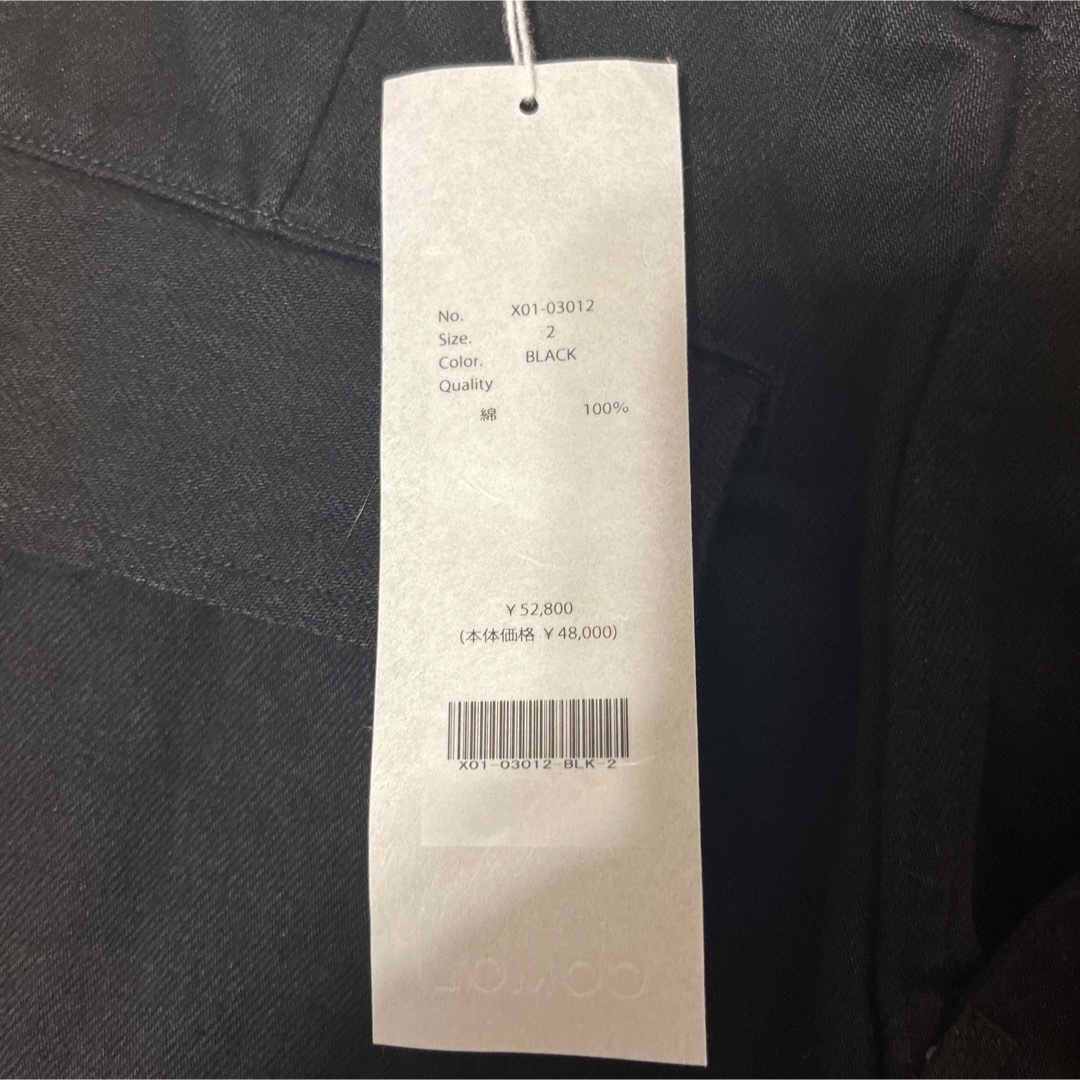 No. X01-03012
Size. 2
Color. BLACK
Quality
綿 100%
¥52,800
(本体価格 ¥48,000)
X01-03012-BLK-2